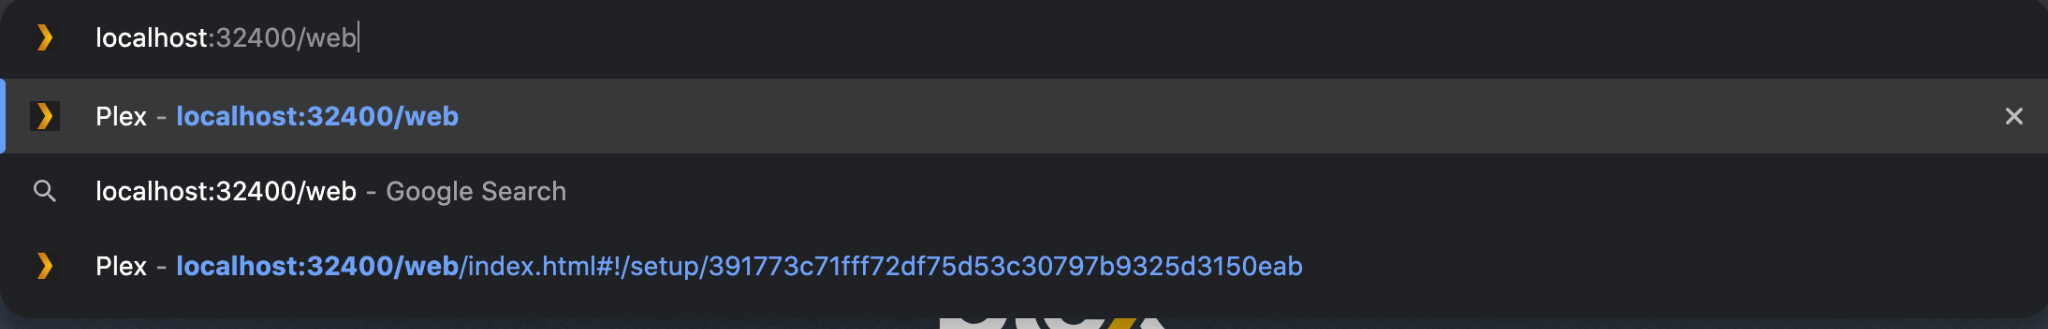 localhost:32400/web
Plex - localhost:32400/web
localhost:32400/web - Google Search
Plex - localhost:32400/web/index.html#!/setup/391773c71fff72df75d53c30797b9325d3150eab